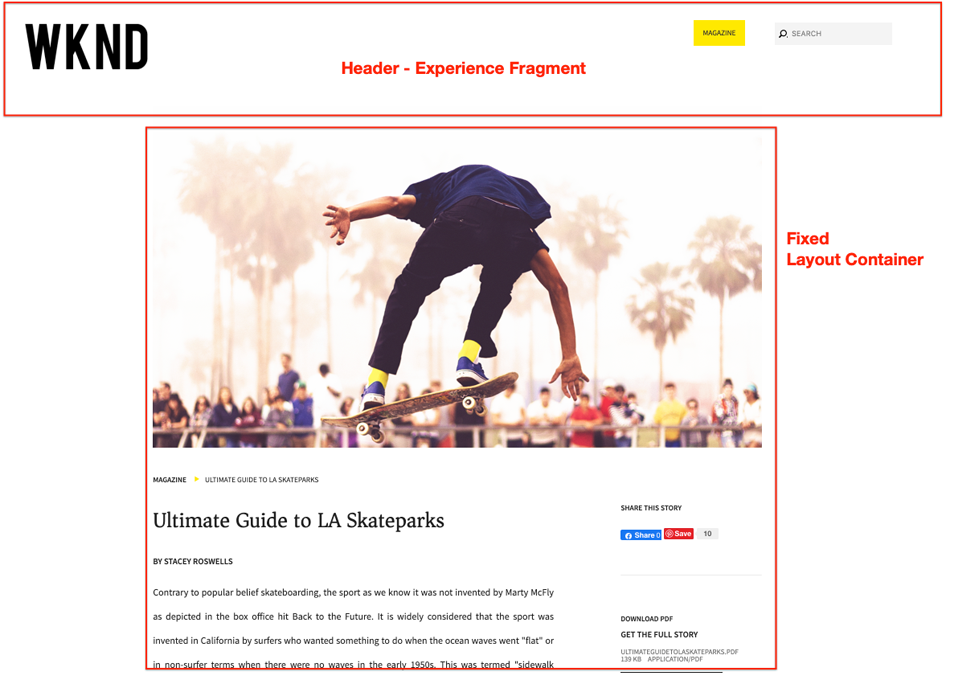 WKND
MAGAZINE
SEARCH
Header - Experience Fragment
Fixed
Layout Container
MAGAZINE ULTIMATE GUIDE TO LA SKATEPARKS
Ultimate Guide to LA Skateparks
BY STACEY ROSWELLS
Contrary to popular belief skateboarding, the sport as we know it was not invented by Marty McFly
as depicted in the box office hit Back to the Future. It is widely considered that the sport was
invented in California by surfers who wanted something to do when the ocean waves went "flat" or
in non-surfer terms when there were no waves in the early 1950s. This was termed "sidewalk
SHARE THIS STORY
Share 0
Save
10
DOWNLOAD PDF
GET THE FULL STORY
ULTIMATEGUIDETOLASKATEPARKS.PDF
139 KB APPLICATION/PDF